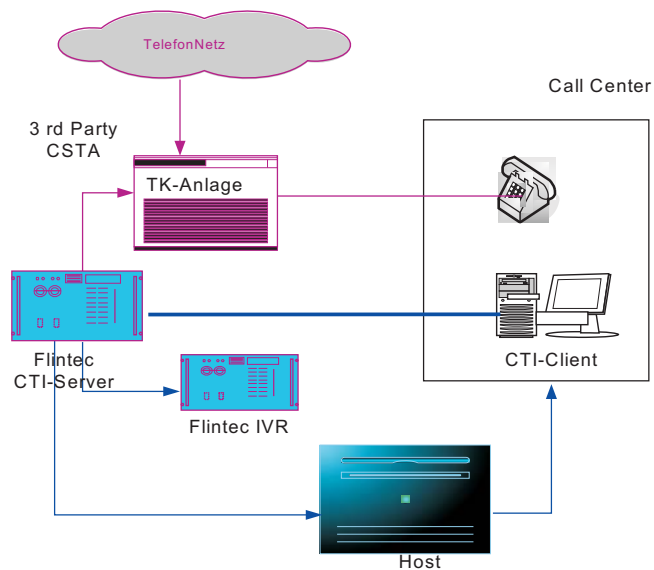 TelefonNetz
Call Center
3 rd Party
CSTA
TK-Anlage
Flintec
CTI-Server
CTI-Client
Flintec IVR
Host